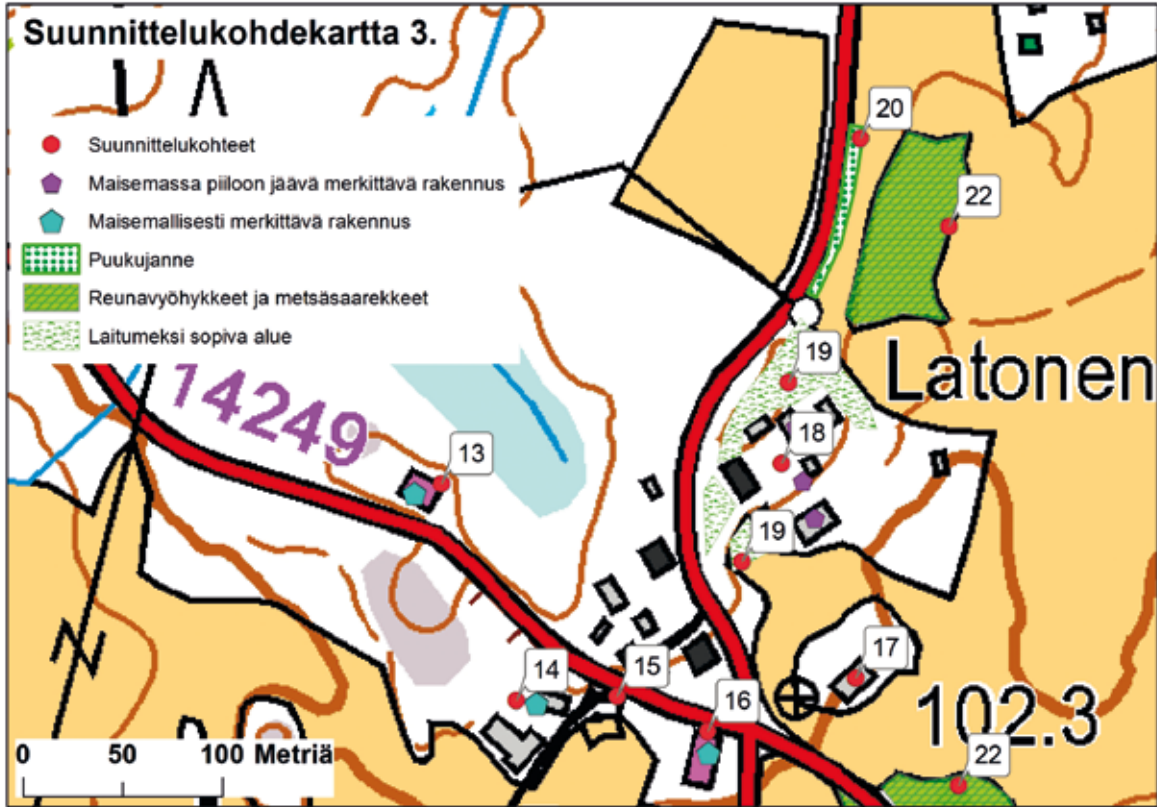 Suunnittelukohdekartta 3.
Suunnittelukohteet
Maisemassa piiloon jäävä merkittävä rakennus
Maisemallisesti merkittävä rakennus
Puukujanne
Reunavyöhykkeet ja metsäsaarekkeet
Laitumeksi sopiva alue
20
22
19
Latonen
14249
18
13
19
17
14
15
16
102.3
22
0 50 100 Metriä